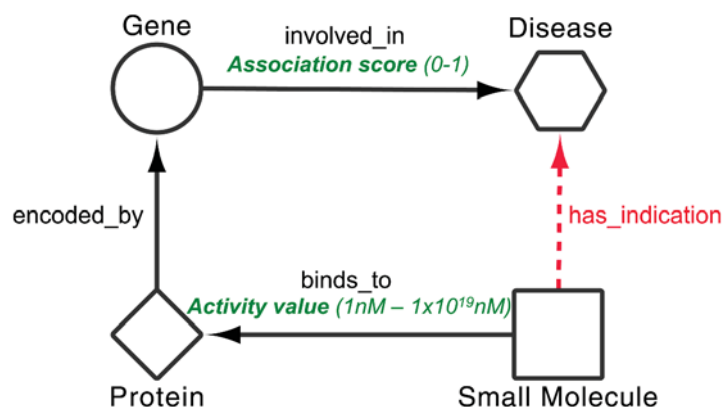 Gene
Disease
involved_in
Association score (0-1)
encoded_by
has_indication
binds_to
Activity value (1nM – 1x10¹⁹nM)
Protein
Small Molecule